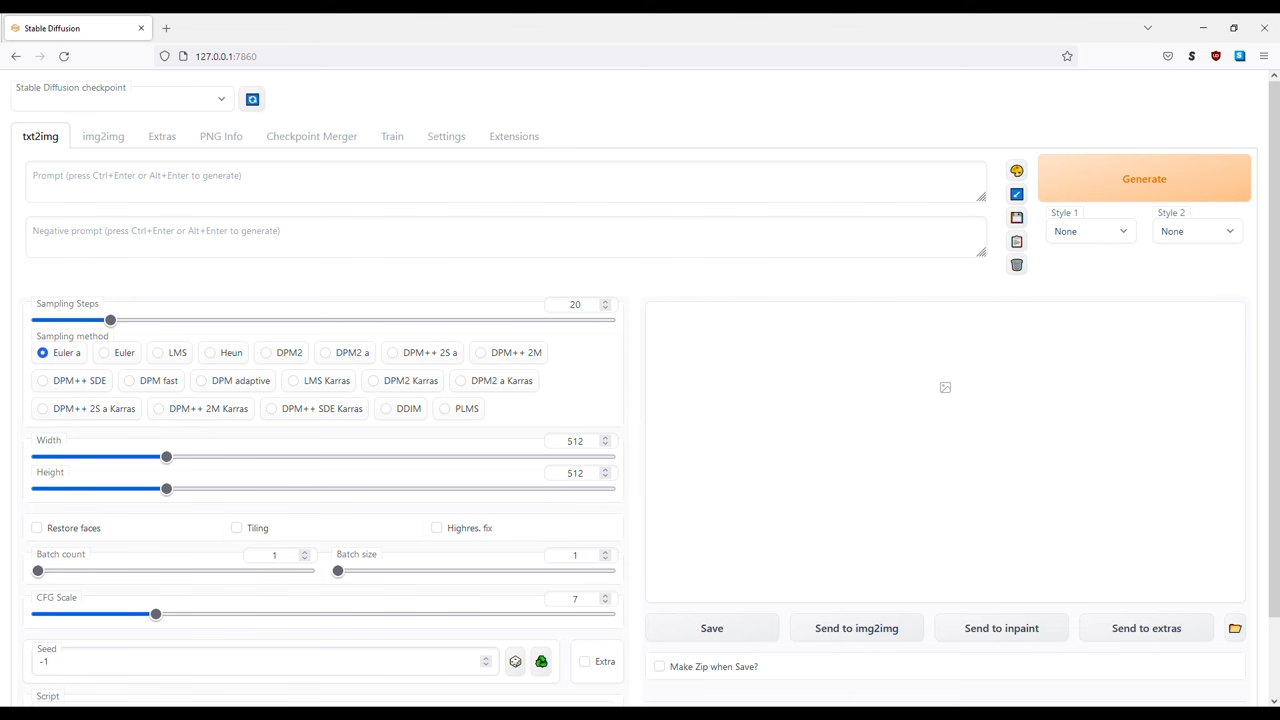 Stable Diffusion
127.0.0.1:7860
Stable Diffusion checkpoint
txt2img img2img Extras PNG Info Checkpoint Merger Train Settings Extensions
Prompt (press Ctrl+Enter or Alt+Enter to generate)
Generate
Style 1 Style 2
None None
Negative prompt (press Ctrl+Enter or Alt+Enter to generate)
Sampling Steps 20
Sampling method
Euler a Euler LMS Heun DPM2 DPM2 a DPM++ 2S a DPM++ 2M
DPM++ SDE DPM fast DPM adaptive LMS Karras DPM2 Karras DPM2 a Karras
DPM++ 2S a Karras DPM++ 2M Karras DPM++ SDE Karras DDIM PLMS
Width 512
Height 512
Restore faces Tiling Highres. fix
Batch count 1 Batch size 1
CFG Scale 7
Seed
-1
Extra
Script
Save Send to img2img Send to inpaint Send to extras
Make Zip when Save?